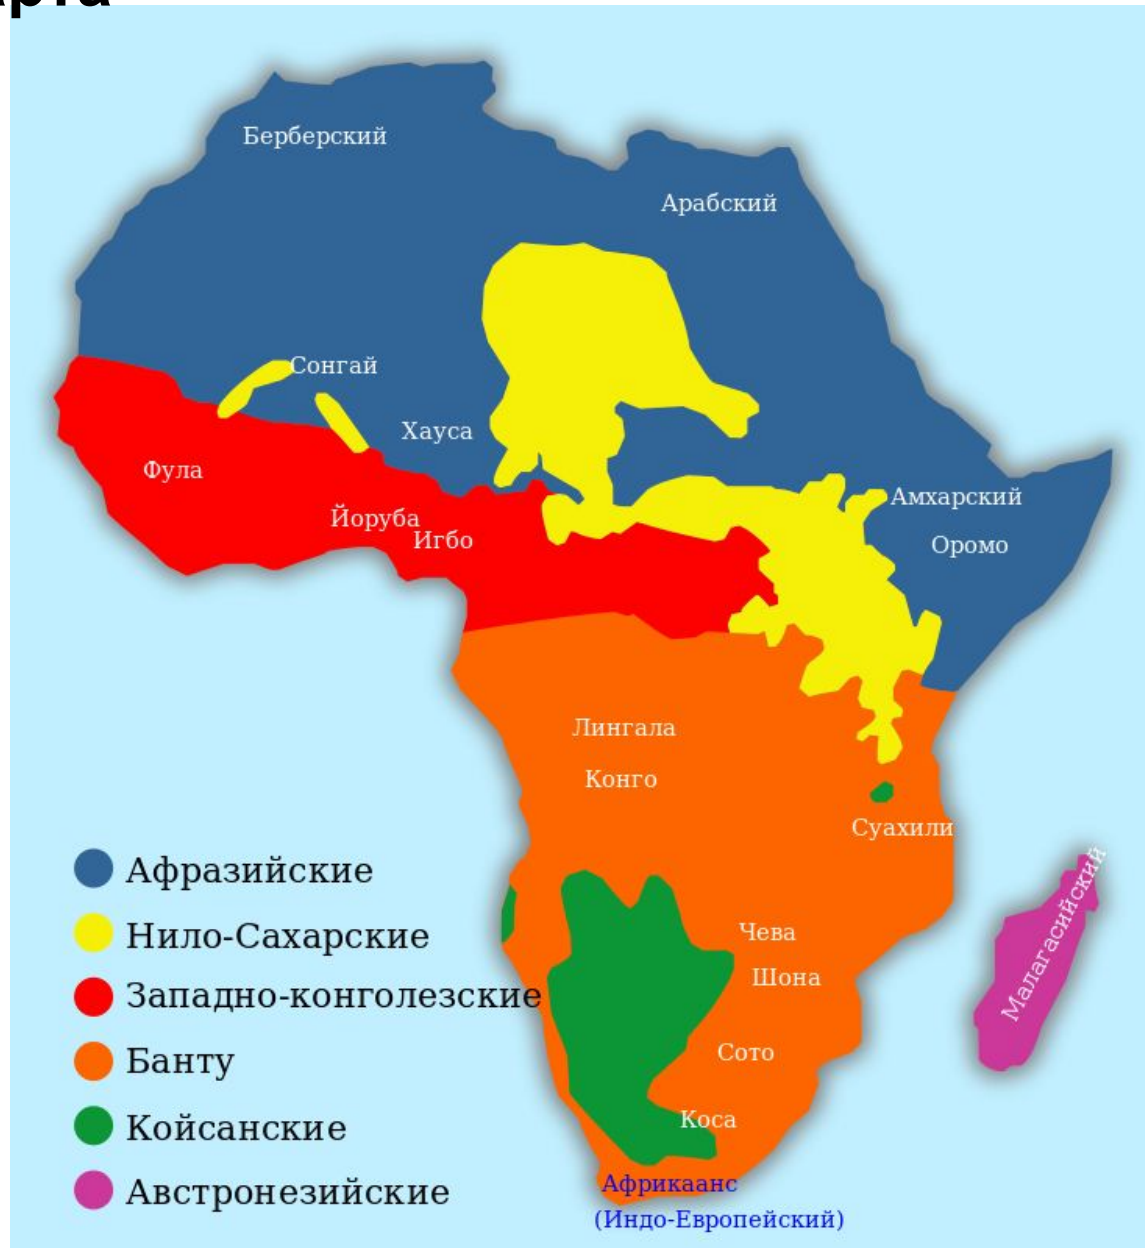 Берберский
Арабский
Сонгай
Хауса
Фула
Амхарский
Йоруба
Игбо
Оромо
Лингала
Конго
Суахили
Малагасийский
Чева
Шона
Сото
Коса
Африкаанс
(Индо-Европейский)
Афразийские
Нило-Сахарские
Западно-конголезские
Банту
Койсанские
Австронезийские